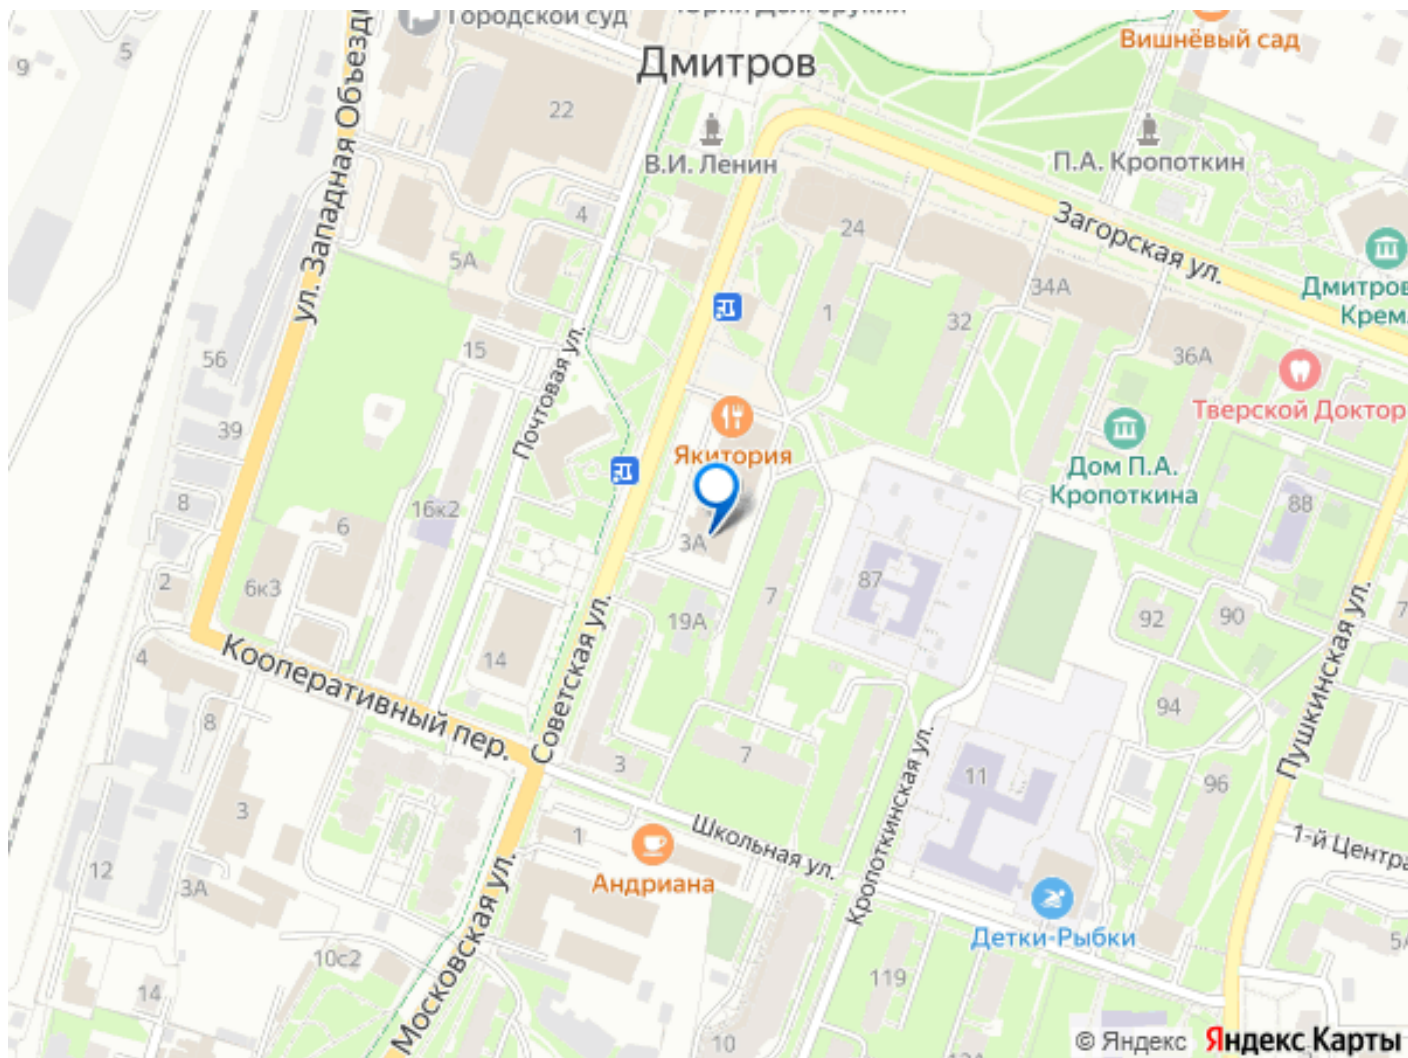 Городской суд
Вишнёвый сад
5
9
Дмитров
22
ул. Западная Объездн
В.И. Ленин
П.А. Кропоткин
4
24
Загорская ул.
5А
34А
Дмитров
Крем.
1
32
15
56
36А
Почтовая ул.
Тверской Доктор
39
Якитория
Дом П.А.
Кропоткина
8
16к2
88
6
3А
87
2
6к3
7
92
90
19А
Кооперативный пер.
14
4
Советская ул.
Пушкинская ул.
94
8
3
7
11
96
3
Кропоткинская ул.
Школьная ул.
1
1-й Центра
12
Андриана
3А
Московская ул.
Детки-Рыбки
5А
10с2
119
14
10
© Яндекс Яндекс Карты